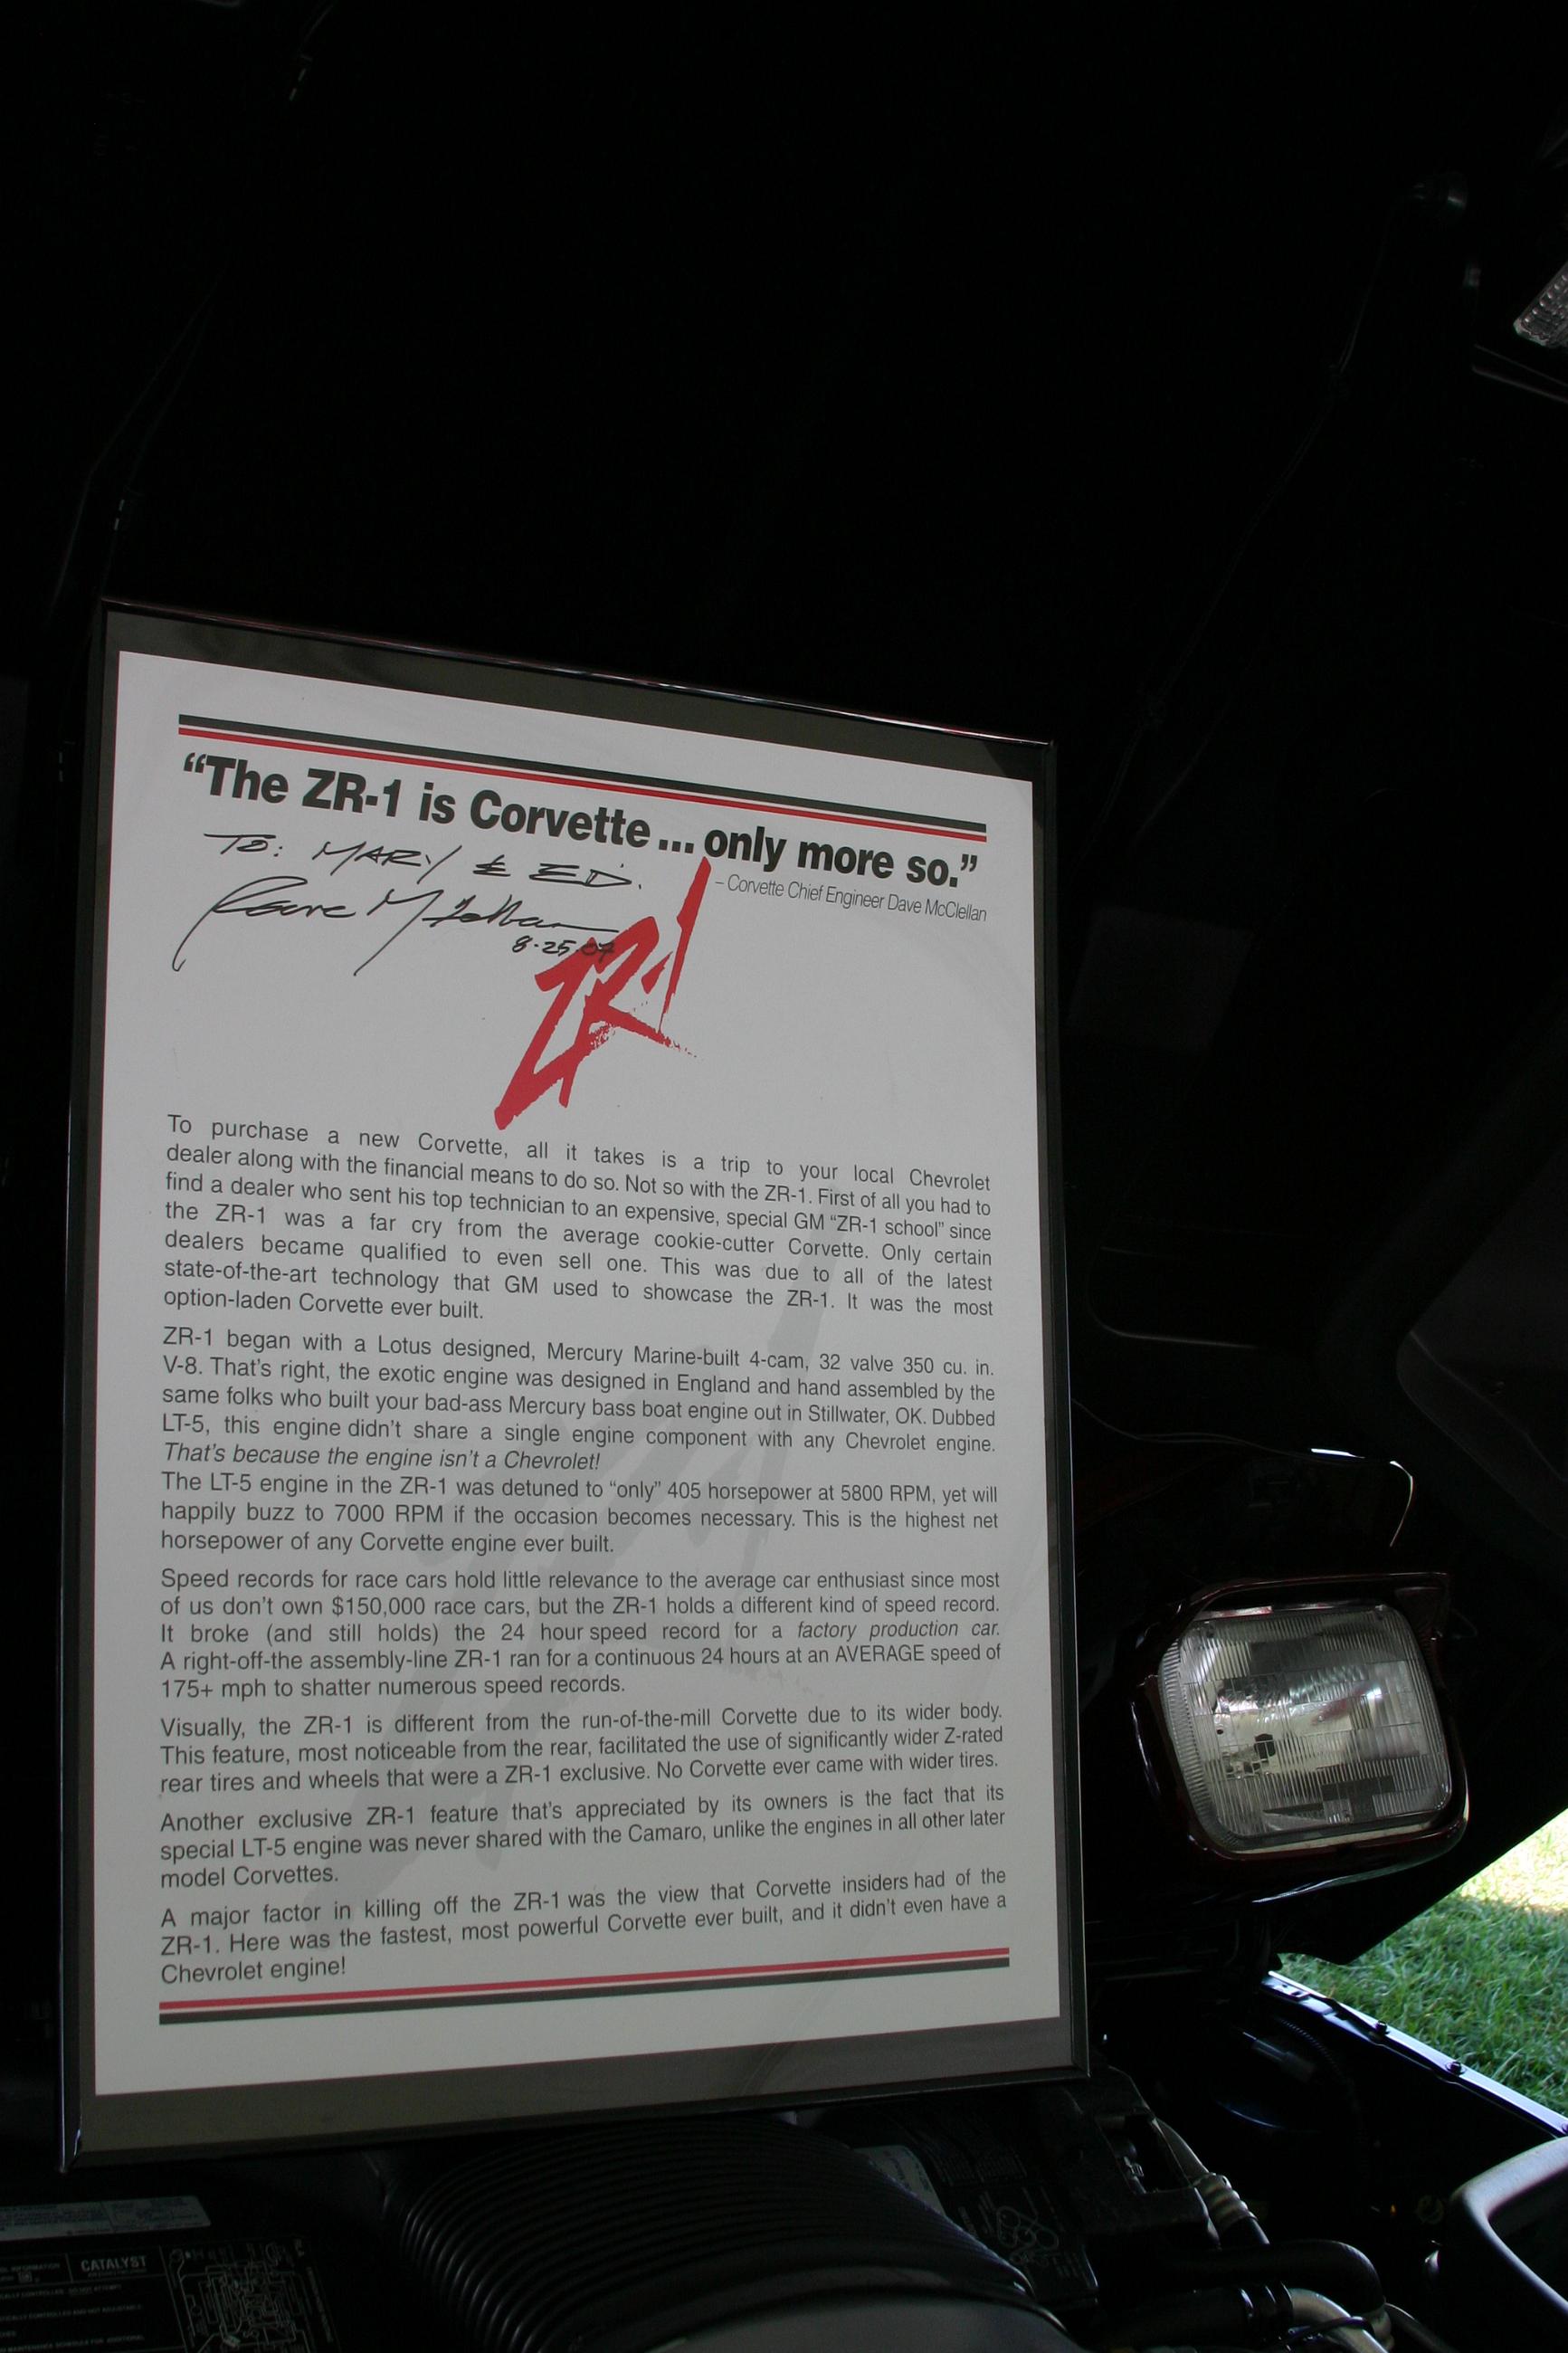 “The ZR-1 is Corvette... only more so.”
– Corvette Chief Engineer Dave McClellan
TO: MARY & ED.
Dave McLellan
8-25-07
ZR-1
To purchase a new Corvette, all it takes is a trip to your local Chevrolet
dealer along with the financial means to do so. Not so with the ZR-1. First of all you had to
find a dealer who sent his top technician to an expensive, special GM “ZR-1 school” since
the ZR-1 was a far cry from the average cookie-cutter Corvette. Only certain
dealers became qualified to even sell one. This was due to all of the latest
state-of-the-art technology that GM used to showcase the ZR-1. It was the most
option-laden Corvette ever built.
ZR-1 began with a Lotus designed, Mercury Marine-built 4-cam, 32 valve 350 cu. in.
V-8. That’s right, the exotic engine was designed in England and hand assembled by the
same folks who built your bad-ass Mercury bass boat engine out in Stillwater, OK. Dubbed
LT-5, this engine didn’t share a single engine component with any Chevrolet engine.
That’s because the engine isn’t a Chevrolet!
The LT-5 engine in the ZR-1 was detuned to “only” 405 horsepower at 5800 RPM, yet will
happily buzz to 7000 RPM if the occasion becomes necessary. This is the highest net
horsepower of any Corvette engine ever built.
Speed records for race cars hold little relevance to the average car enthusiast since most
of us don’t own $150,000 race cars, but the ZR-1 holds a different kind of speed record.
It broke (and still holds) the 24 hour speed record for a factory production car.
A right-off-the assembly-line ZR-1 ran for a continuous 24 hours at an AVERAGE speed of
175+ mph to shatter numerous speed records.
Visually, the ZR-1 is different from the run-of-the-mill Corvette due to its wider body.
This feature, most noticeable from the rear, facilitated the use of significantly wider Z-rated
rear tires and wheels that were a ZR-1 exclusive. No Corvette ever came with wider tires.
Another exclusive ZR-1 feature that’s appreciated by its owners is the fact that its
special LT-5 engine was never shared with the Camaro, unlike the engines in all other later
model Corvettes.
A major factor in killing off the ZR-1 was the view that Corvette insiders had of the
ZR-1. Here was the fastest, most powerful Corvette ever built, and it didn’t even have a
Chevrolet engine!
CATALYST